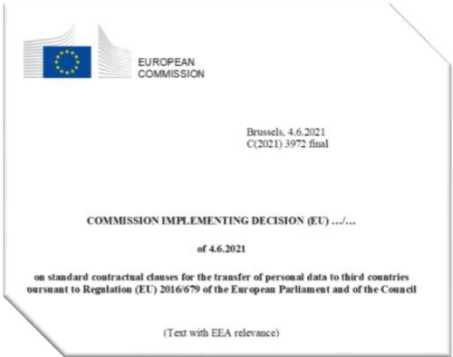 EUROPEAN
COMMISSION
Brussels, 4.6.2021
C(2021) 3972 final
COMMISSION IMPLEMENTING DECISION (EU) …/…
of 4.6.2021
on standard contractual clauses for the transfer of personal data to third countries
pursuant to Regulation (EU) 2016/679 of the European Parliament and of the Council
(Text with EEA relevance)